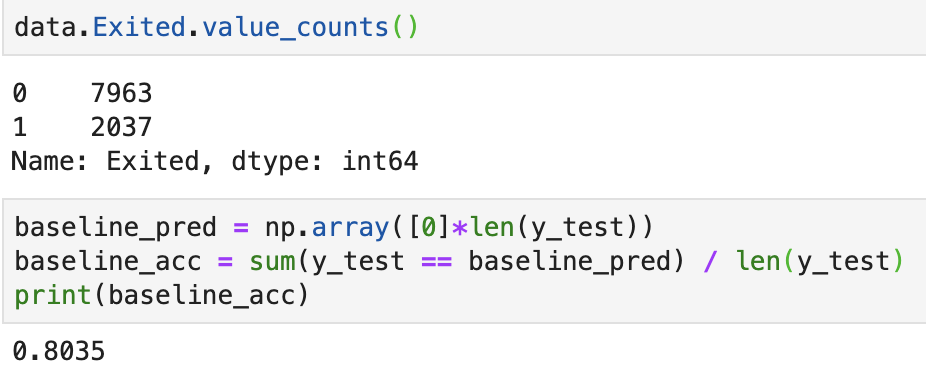 data.Exited.value_counts()
0    7963
1    2037
Name: Exited, dtype: int64
baseline_pred = np.array([0]*len(y_test))
baseline_acc = sum(y_test == baseline_pred) / len(y_test)
print(baseline_acc)
0.8035